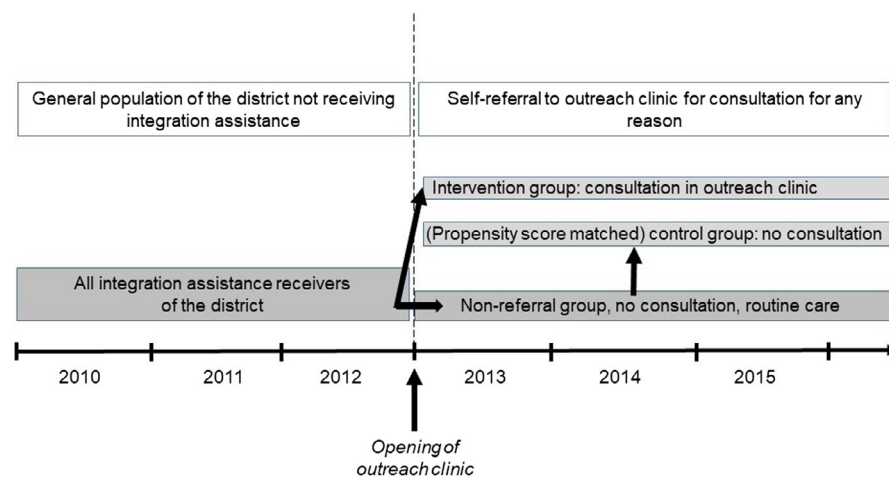 General population of the district not receiving
integration assistance
Self-referral to outreach clinic for consultation for any
reason
Intervention group: consultation in outreach clinic
(Propensity score matched) control group: no consultation
All integration assistance receivers
of the district
Non-referral group, no consultation, routine care
2010
2011
2012
2013
2014
2015
Opening of
outreach clinic